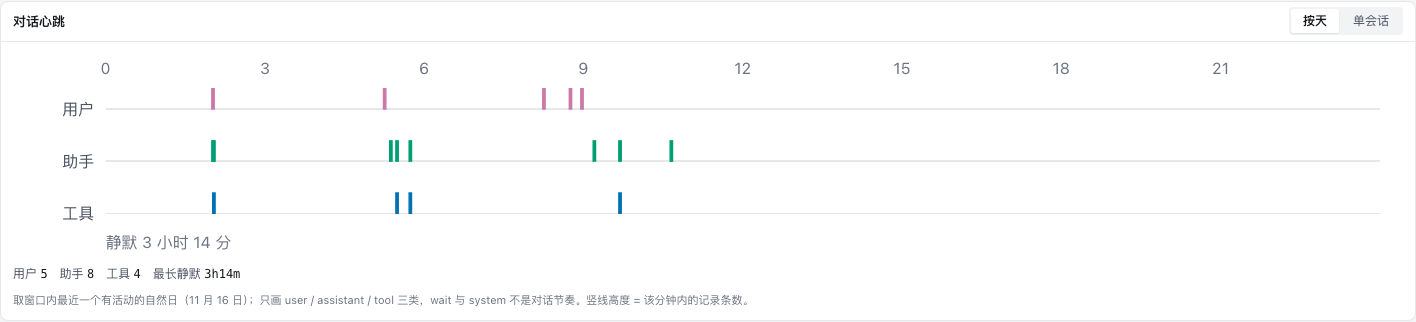 对话心跳
按天 单会话
0 3 6 9 12 15 18 21
用户
助手
工具
静默 3 小时 14 分
用户 5 助手 8 工具 4 最长静默 3h14m
取窗口内最近一个有活动的自然日（11 月 16 日）；只画 user / assistant / tool 三类，wait 与 system 不是对话节奏。竖线高度 = 该分钟内的记录条数。